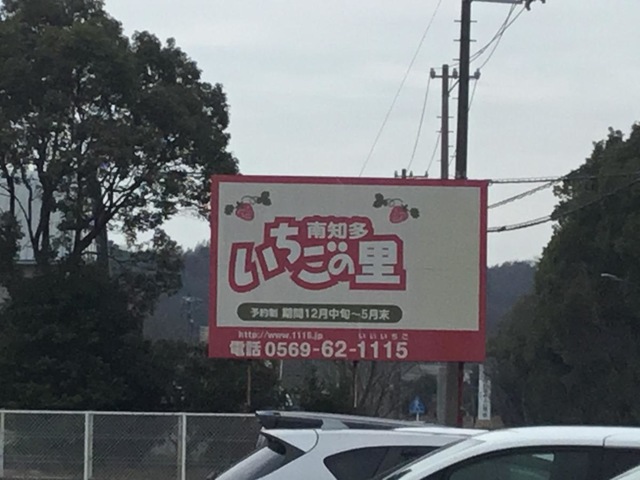 南知多
いちごの里
予約制 期間12月中旬～5月末
http://www.1115.jp
いいいちご
電話 0569-62-1115